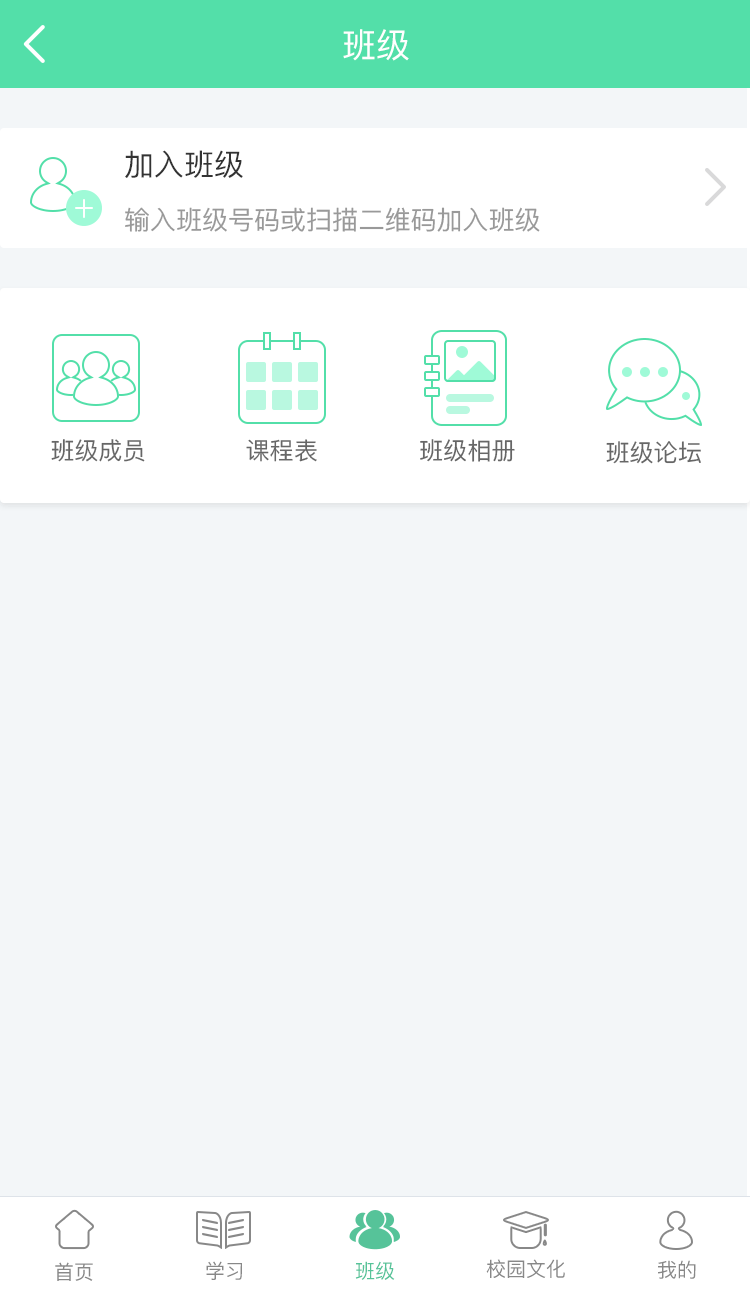 班级
加入班级
输入班级号码或扫描二维码加入班级
班级成员 课程表 班级相册 班级论坛
首页 学习 班级 校园文化 我的